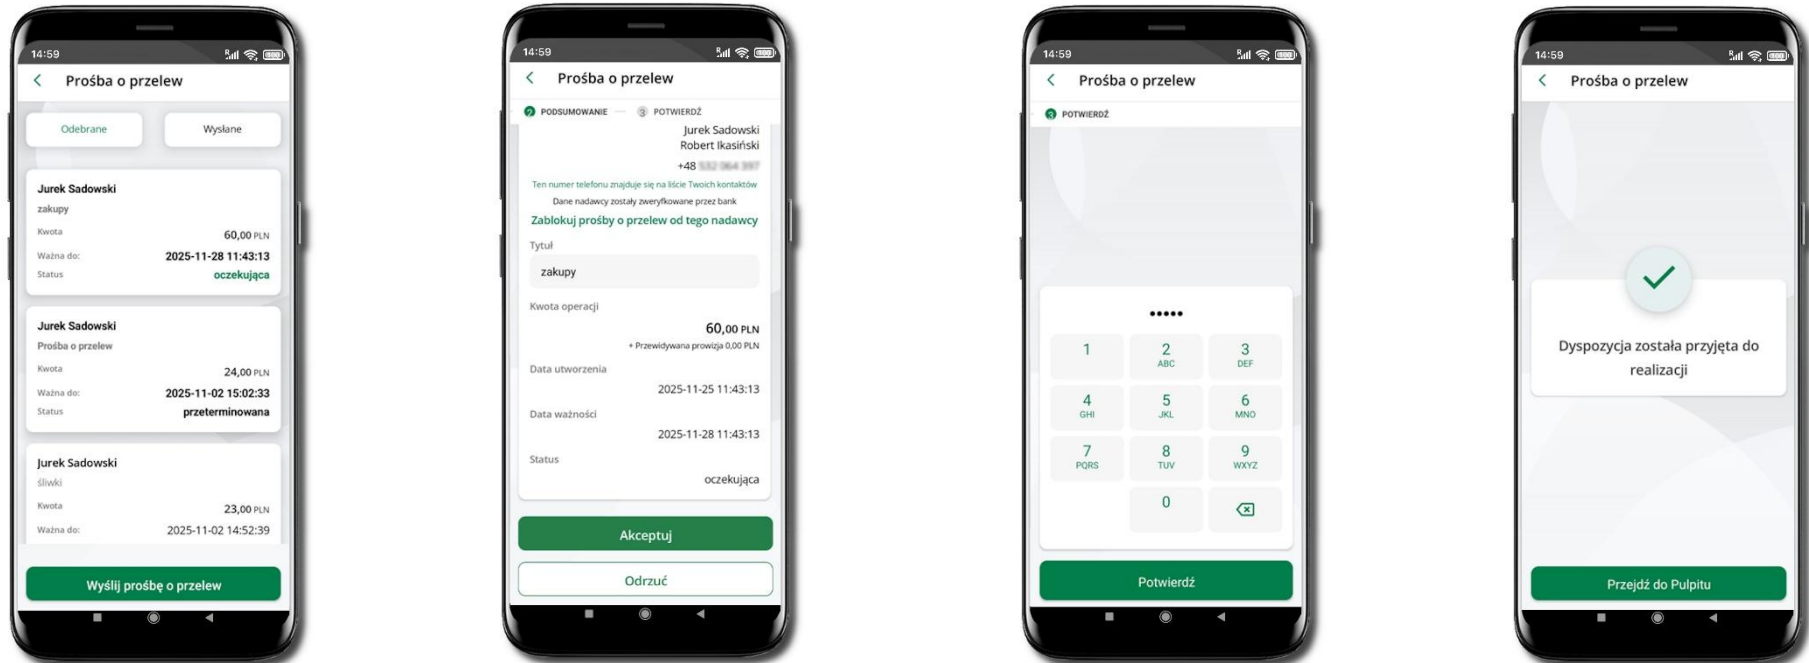 14:59
Prośba o przelew
Odebrane
Wysłane
Jurek Sadowski
zakupy
Kwota
60,00 PLN
Ważna do:
2025-11-28 11:43:13
Status
oczekująca
Jurek Sadowski
Prośba o przelew
Kwota
24,00 PLN
Ważna do:
2025-11-02 15:02:33
Status
przeterminowana
Jurek Sadowski
śliwki
Kwota
23,00 PLN
Ważna do:
2025-11-02 14:52:39
Wyślij prośbę o przelew
14:59
Prośba o przelew
2 PODSUMOWANIE
3 POTWIERDŹ
Jurek Sadowski
Robert Ikasiński
+48
Ten numer telefonu znajduje się na liście Twoich kontaktów
Dane nadawcy zostały zweryfkowane przez bank
Zablokuj prośby o przelew od tego nadawcy
Tytuł
zakupy
Kwota operacji
60,00 PLN
+ Przewidywana prowizja 0,00 PLN
Data utworzenia
2025-11-25 11:43:13
Data ważności
2025-11-28 11:43:13
Status
oczekująca
Akceptuj
Odrzuć
14:59
Prośba o przelew
3 POTWIERDŹ
•••••
1
2
ABC
3
DEF
4
GHI
5
JKL
6
MNO
7
PQRS
8
TUV
9
WXYZ
0
Potwierdź
14:59
Prośba o przelew
Dyspozycja została przyjęta do
realizacji
Przejdź do Pulpitu